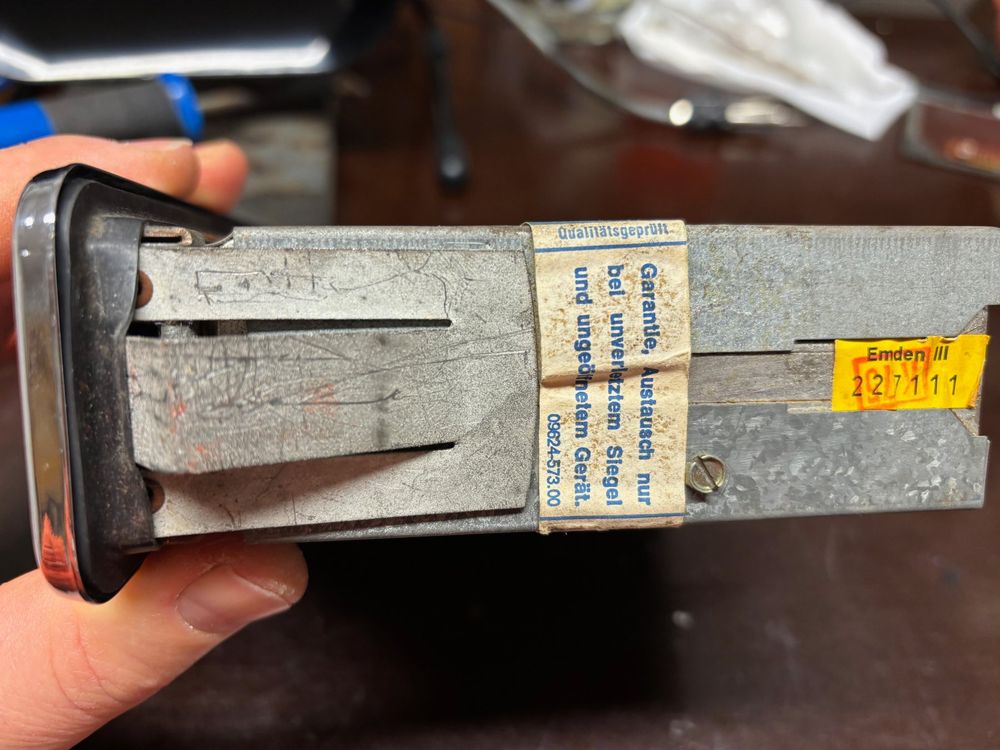 Qualitätsgeprüft
Garantie, Austausch nur
bei unverletztem Siegel
und ungeöffnetem Gerät.
09624-573.00
Emden III
227111